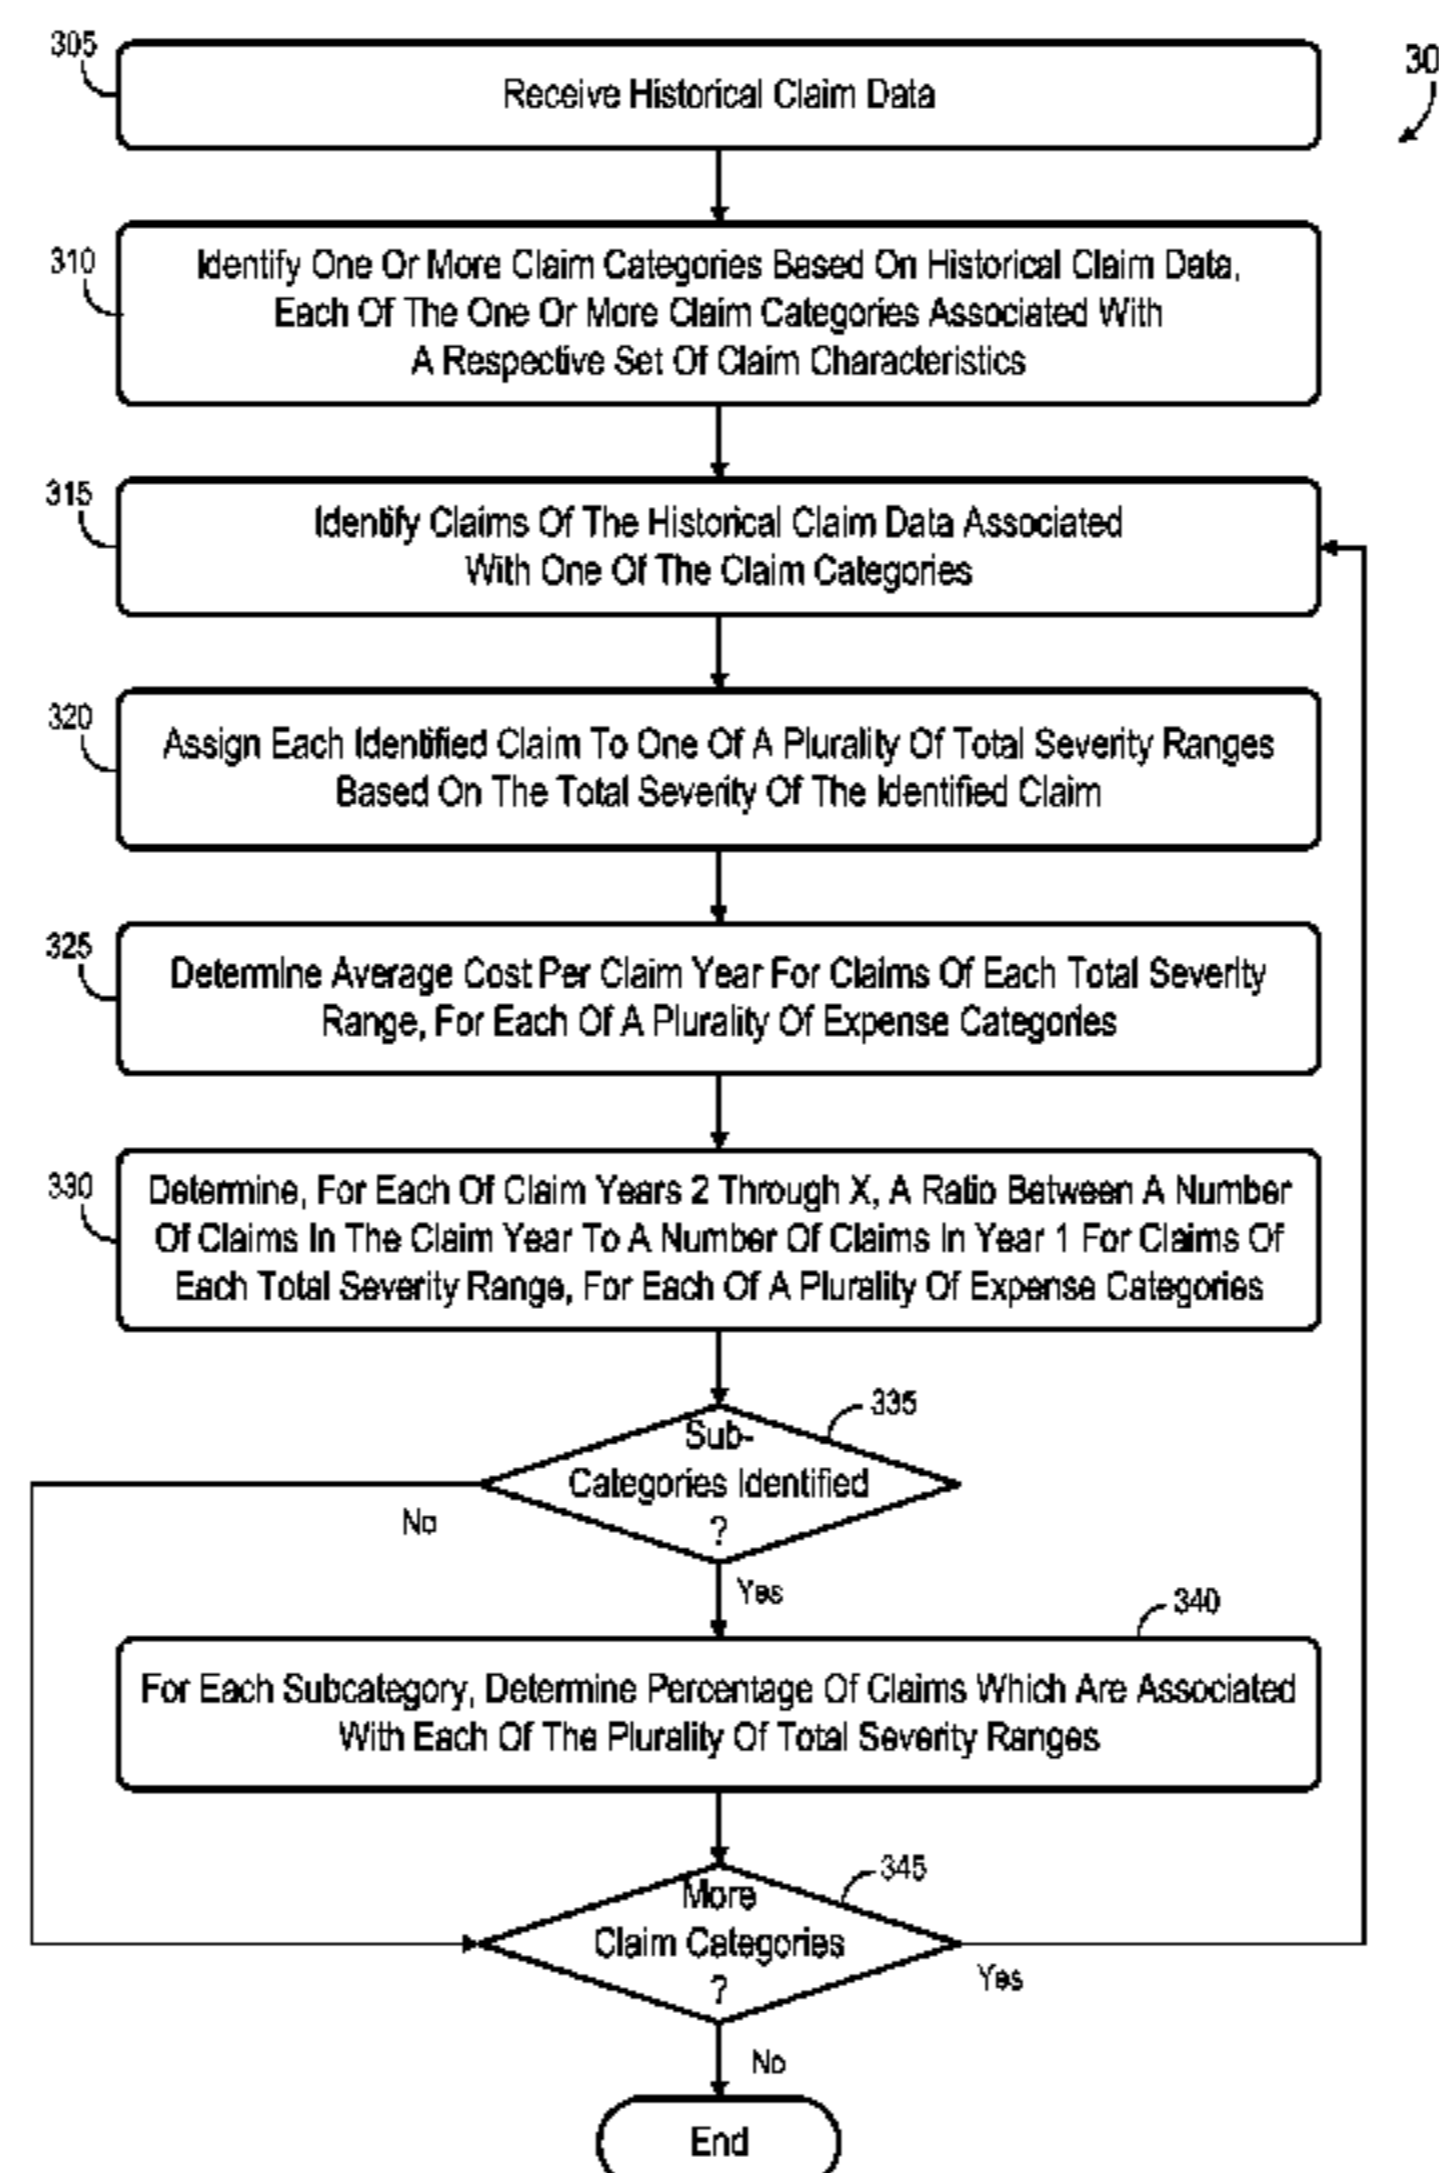 305
Receive Historical Claim Data
30
310
Identify One Or More Claim Categories Based On Historical Claim Data,
Each Of The One Or More Claim Categories Associated With
A Respective Set Of Claim Characteristics
315
Identify Claims Of The Historical Claim Data Associated
With One Of The Claim Categories
320
Assign Each Identified Claim To One Of A Plurality Of Total Severity Ranges
Based On The Total Severity Of The Identified Claim
325
Determine Average Cost Per Claim Year For Claims Of Each Total Severity
Range, For Each Of A Plurality Of Expense Categories
330
Determine, For Each Of Claim Years 2 Through X, A Ratio Between A Number
Of Claims In The Claim Year To A Number Of Claims In Year 1 For Claims Of
Each Total Severity Range, For Each Of A Plurality Of Expense Categories
335
Sub-
Categories Identified
?
No
Yes
340
For Each Subcategory, Determine Percentage Of Claims Which Are Associated
With Each Of The Plurality Of Total Severity Ranges
345
More
Claim Categories
?
Yes
No
End